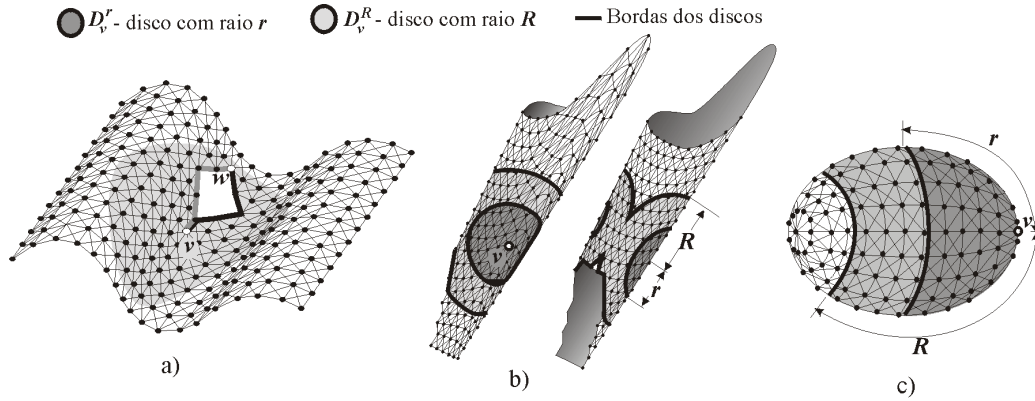 D_v^r - disco com raio r
D_v^R - disco com raio R
Bordas dos discos
w
v
v
R
r
r
v
R
a)
b)
c)